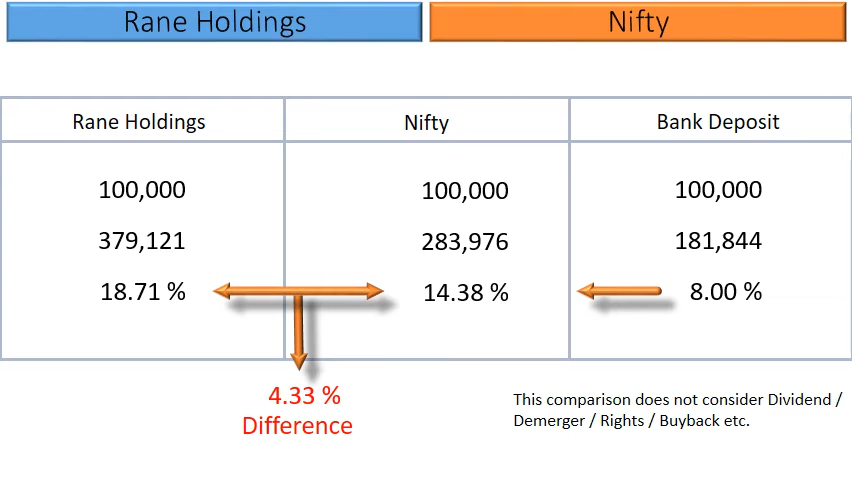 Rane Holdings
Nifty
Rane Holdings
Nifty
Bank Deposit
100,000
100,000
100,000
379,121
283,976
181,844
18.71 %
14.38 %
8.00 %
4.33 %
Difference
This comparison does not consider Dividend /
Demerger / Rights / Buyback etc.